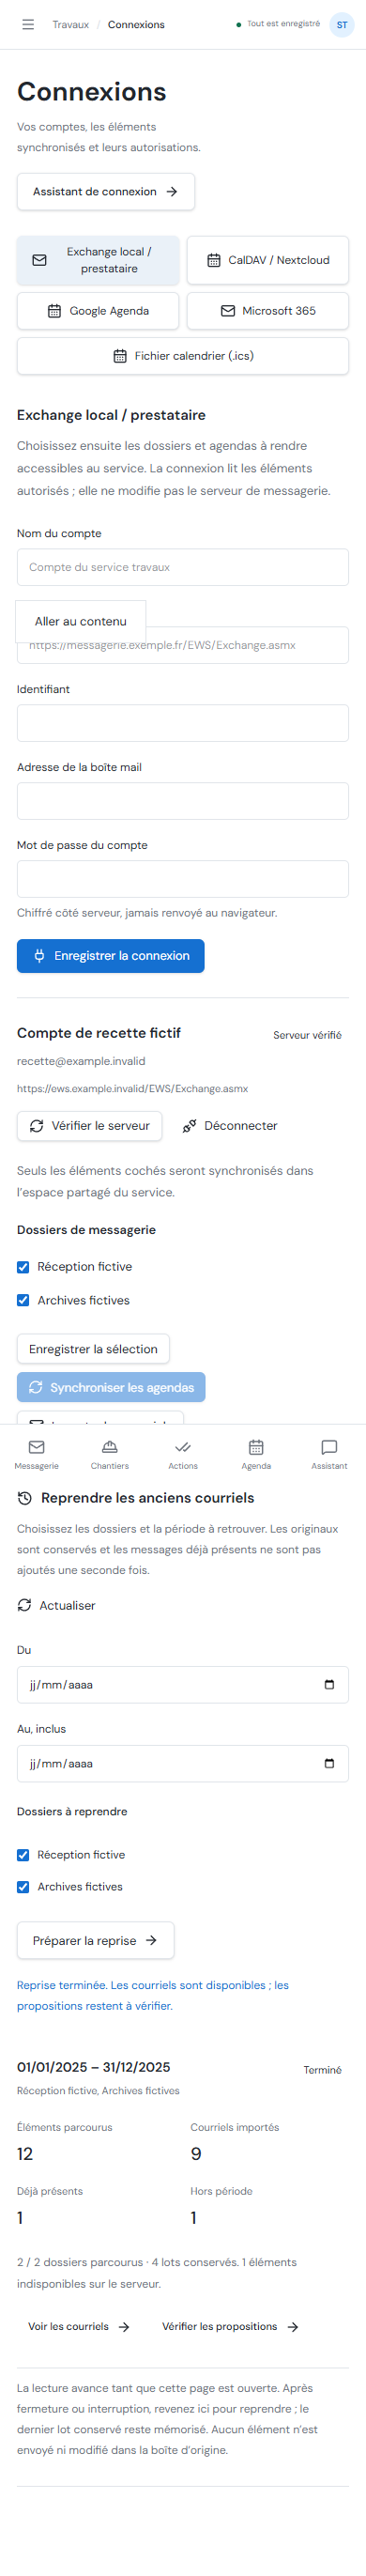 Travaux / Connexions
Tout est enregistré
ST
Connexions
Vos comptes, les éléments
synchronisés et leurs autorisations.
Assistant de connexion
Exchange local /
prestataire
CalDAV / Nextcloud
Google Agenda
Microsoft 365
Fichier calendrier (.ics)
Exchange local / prestataire
Choisissez ensuite les dossiers et agendas à rendre
accessibles au service. La connexion lit les éléments
autorisés ; elle ne modifie pas le serveur de messagerie.
Nom du compte
Compte du service travaux
Aller au contenu
https://messagerie.exemple.fr/EWS/Exchange.asmx
Identifiant
Adresse de la boîte mail
Mot de passe du compte
Chiffré côté serveur, jamais renvoyé au navigateur.
Enregistrer la connexion
Compte de recette fictif
Serveur vérifié
recette@example.invalid
https://ews.example.invalid/EWS/Exchange.asmx
Vérifier le serveur
Déconnecter
Seuls les éléments cochés seront synchronisés dans
l'espace partagé du service.
Dossiers de messagerie
Réception fictive
Archives fictives
Enregistrer la sélection
Synchroniser les agendas
Messagerie
Chantiers
Actions
Agenda
Assistant
Reprendre les anciens courriels
Choisissez les dossiers et la période à retrouver. Les originaux
sont conservés et les messages déjà présents ne sont pas
ajoutés une seconde fois.
Actualiser
Du
jj/mm/aaaa
Au, inclus
jj/mm/aaaa
Dossiers à reprendre
Réception fictive
Archives fictives
Préparer la reprise
Reprise terminée. Les courriels sont disponibles ; les
propositions restent à vérifier.
01/01/2025 – 31/12/2025
Terminé
Réception fictive, Archives fictives
Éléments parcourus
Courriels importés
12
9
Déjà présents
Hors période
1
1
2 / 2 dossiers parcourus · 4 lots conservés. 1 éléments
indisponibles sur le serveur.
Voir les courriels
Vérifier les propositions
La lecture avance tant que cette page est ouverte. Après
fermeture ou interruption, revenez ici pour reprendre ; le
dernier lot conservé reste mémorisé. Aucun élément n'est
envoyé ni modifié dans la boîte d'origine.